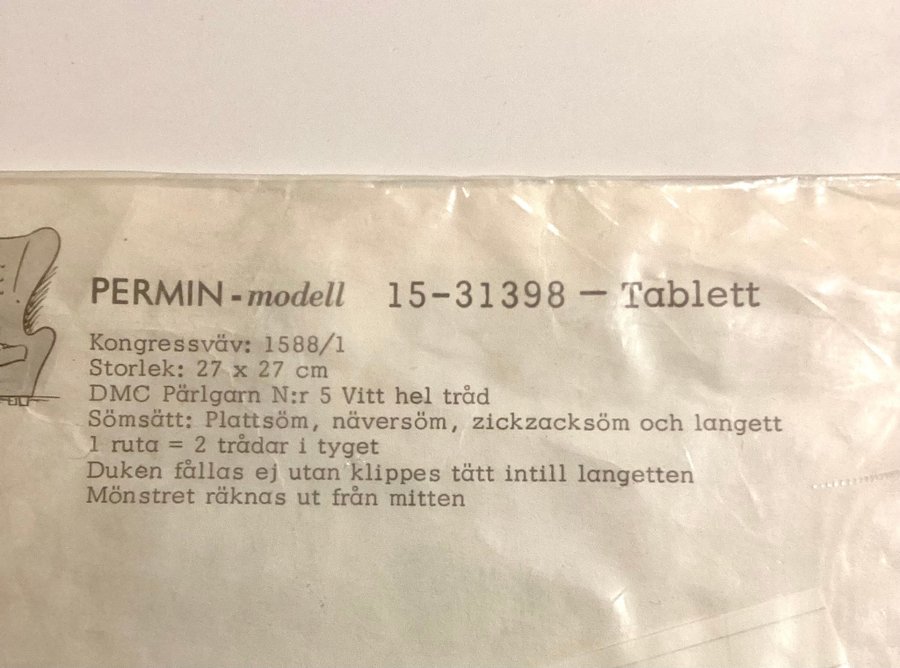 !
PERMIN-modell 15-31398 — Tablett
Kongressväv: 1588/1
Storlek: 27 x 27 cm
DMC Pärlgarn N:r 5 Vitt hel tråd
Sömsätt: Plattsöm, näversöm, zickzacksöm och langett
1 ruta = 2 trådar i tyget
Duken fållas ej utan klippes tätt intill langetten
Mönstret räknas ut från mitten